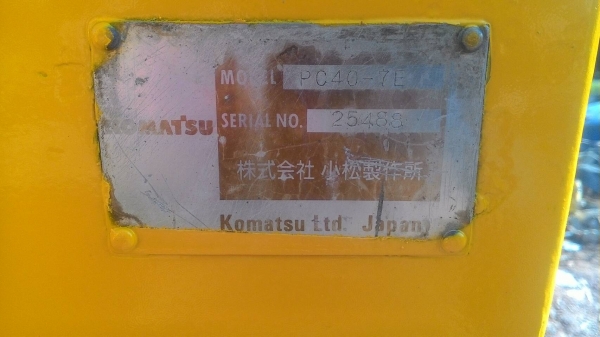 MODEL PC40-7E
KOMATSU
SERIAL NO. 25488
株式会社 小松製作所
Komatsu Ltd. Japan